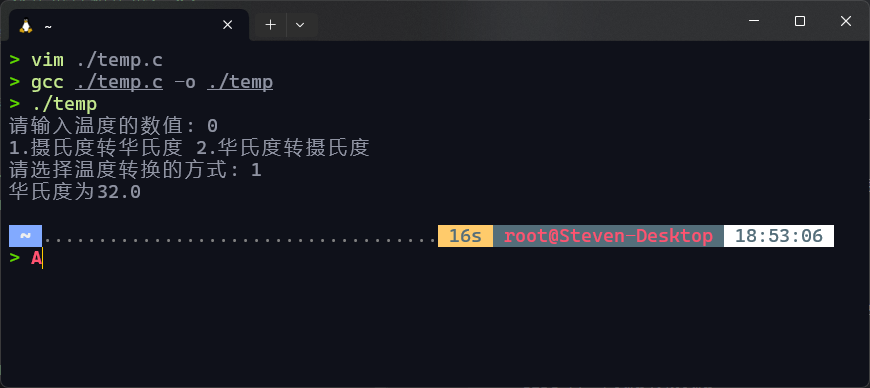 ~
> vim ./temp.c
> gcc ./temp.c -o ./temp
> ./temp
请输入温度的数值: 0
1.摄氏度转华氏度 2.华氏度转摄氏度
请选择温度转换的方式: 1
华氏度为32.0
~ .................................... 16s root@Steven-Desktop 18:53:06
> A